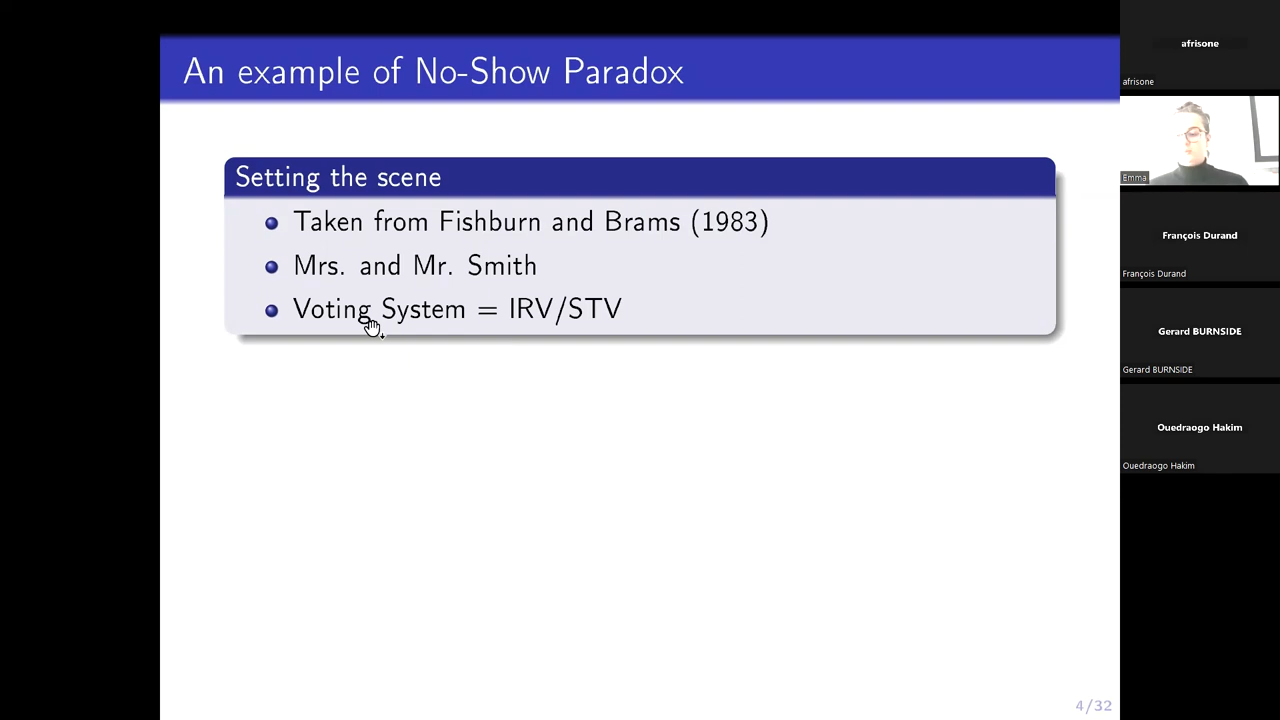 An example of No-Show Paradox
Setting the scene
Taken from Fishburn and Brams (1983)
Mrs. and Mr. Smith
Voting System = IRV/STV
4/32
afrisone
afrisone
Emma
François Durand
François Durand
Gerard BURNSIDE
Gerard BURNSIDE
Ouedraogo Hakim
Ouedraogo Hakim